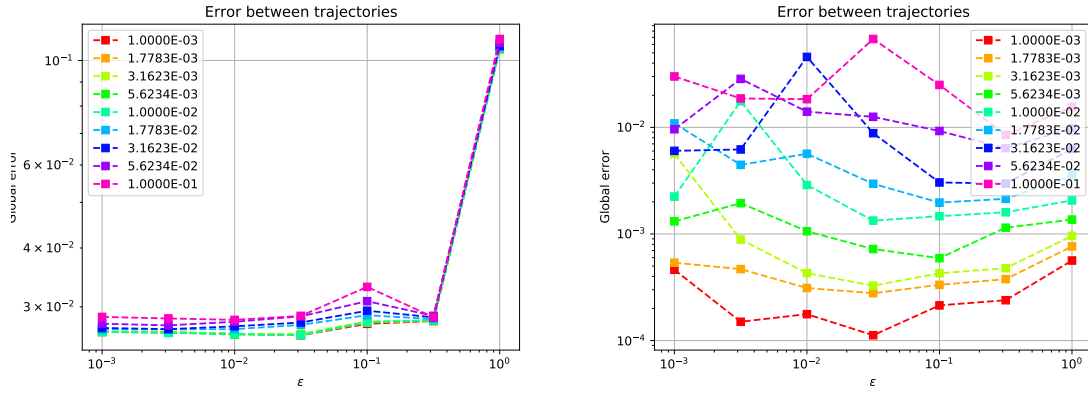 Error between trajectories
Global error
10⁻¹
6 × 10⁻²
4 × 10⁻²
3 × 10⁻²
1.0000E-03
1.7783E-03
3.1623E-03
5.6234E-03
1.0000E-02
1.7783E-02
3.1623E-02
5.6234E-02
1.0000E-01
10⁻³
10⁻²
10⁻¹
10⁰
ε
Error between trajectories
Global error
10⁻²
10⁻³
10⁻⁴
1.0000E-03
1.7783E-03
3.1623E-03
5.6234E-03
1.0000E-02
1.7783E-02
3.1623E-02
5.6234E-02
1.0000E-01
10⁻³
10⁻²
10⁻¹
10⁰
ε